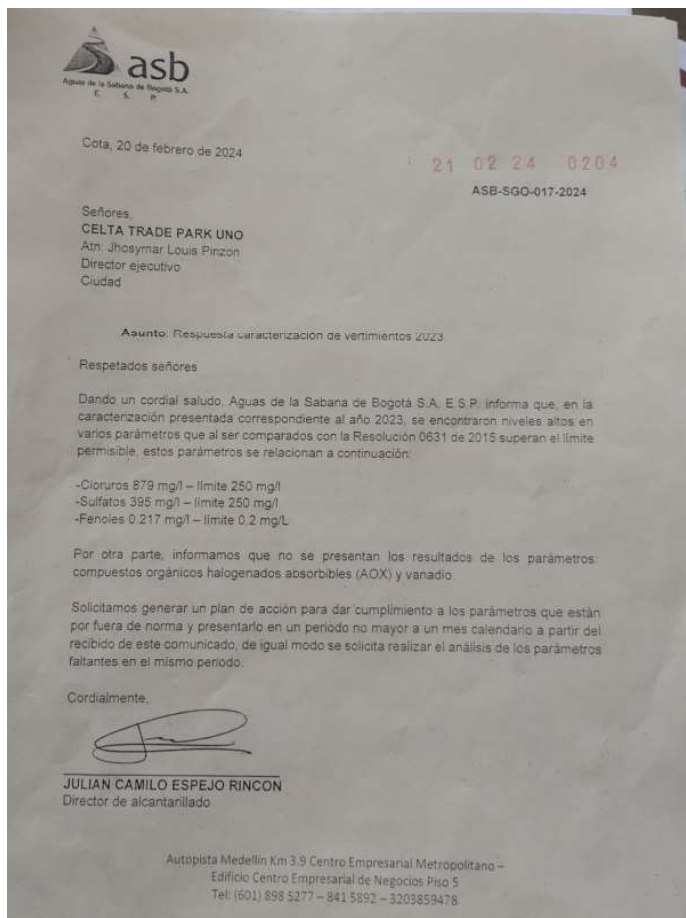 asb
Aguas de la Sabana de Bogotá S.A.
E. S. P.
Cota, 20 de febrero de 2024
21 02 24 0204
ASB-SGO-017-2024
Señores,
CELTA TRADE PARK UNO
Atn: Jhosymar Louis Pinzon
Director ejecutivo
Ciudad
Asunto: Respuesta caracterización de vertimientos 2023
Respetados señores
Dando un cordial saludo, Aguas de la Sabana de Bogotá S.A. E.S.P. informa que, en la
caracterización presentada correspondiente al año 2023, se encontraron niveles altos en
varios parámetros que al ser comparados con la Resolución 0631 de 2015 superan el límite
permisible, estos parámetros se relacionan a continuación:
-Cloruros 879 mg/l – límite 250 mg/l
-Sulfatos 395 mg/l – límite 250 mg/l
-Fenoles 0.217 mg/l – límite 0.2 mg/L
Por otra parte, informamos que no se presentan los resultados de los parámetros:
compuestos orgánicos halogenados absorbibles (AOX) y vanadio.
Solicitamos generar un plan de acción para dar cumplimiento a los parámetros que están
por fuera de norma y presentarlo en un periodo no mayor a un mes calendario a partir del
recibido de este comunicado, de igual modo se solicita realizar el análisis de los parámetros
faltantes en el mismo periodo.
Cordialmente,
JULIAN CAMILO ESPEJO RINCON
Director de alcantarillado
Autopista Medellín Km 3.9 Centro Empresarial Metropolitano –
Edificio Centro Empresarial de Negocios Piso 5
Tel: (601) 898 5277 – 841 5892 – 3203859478